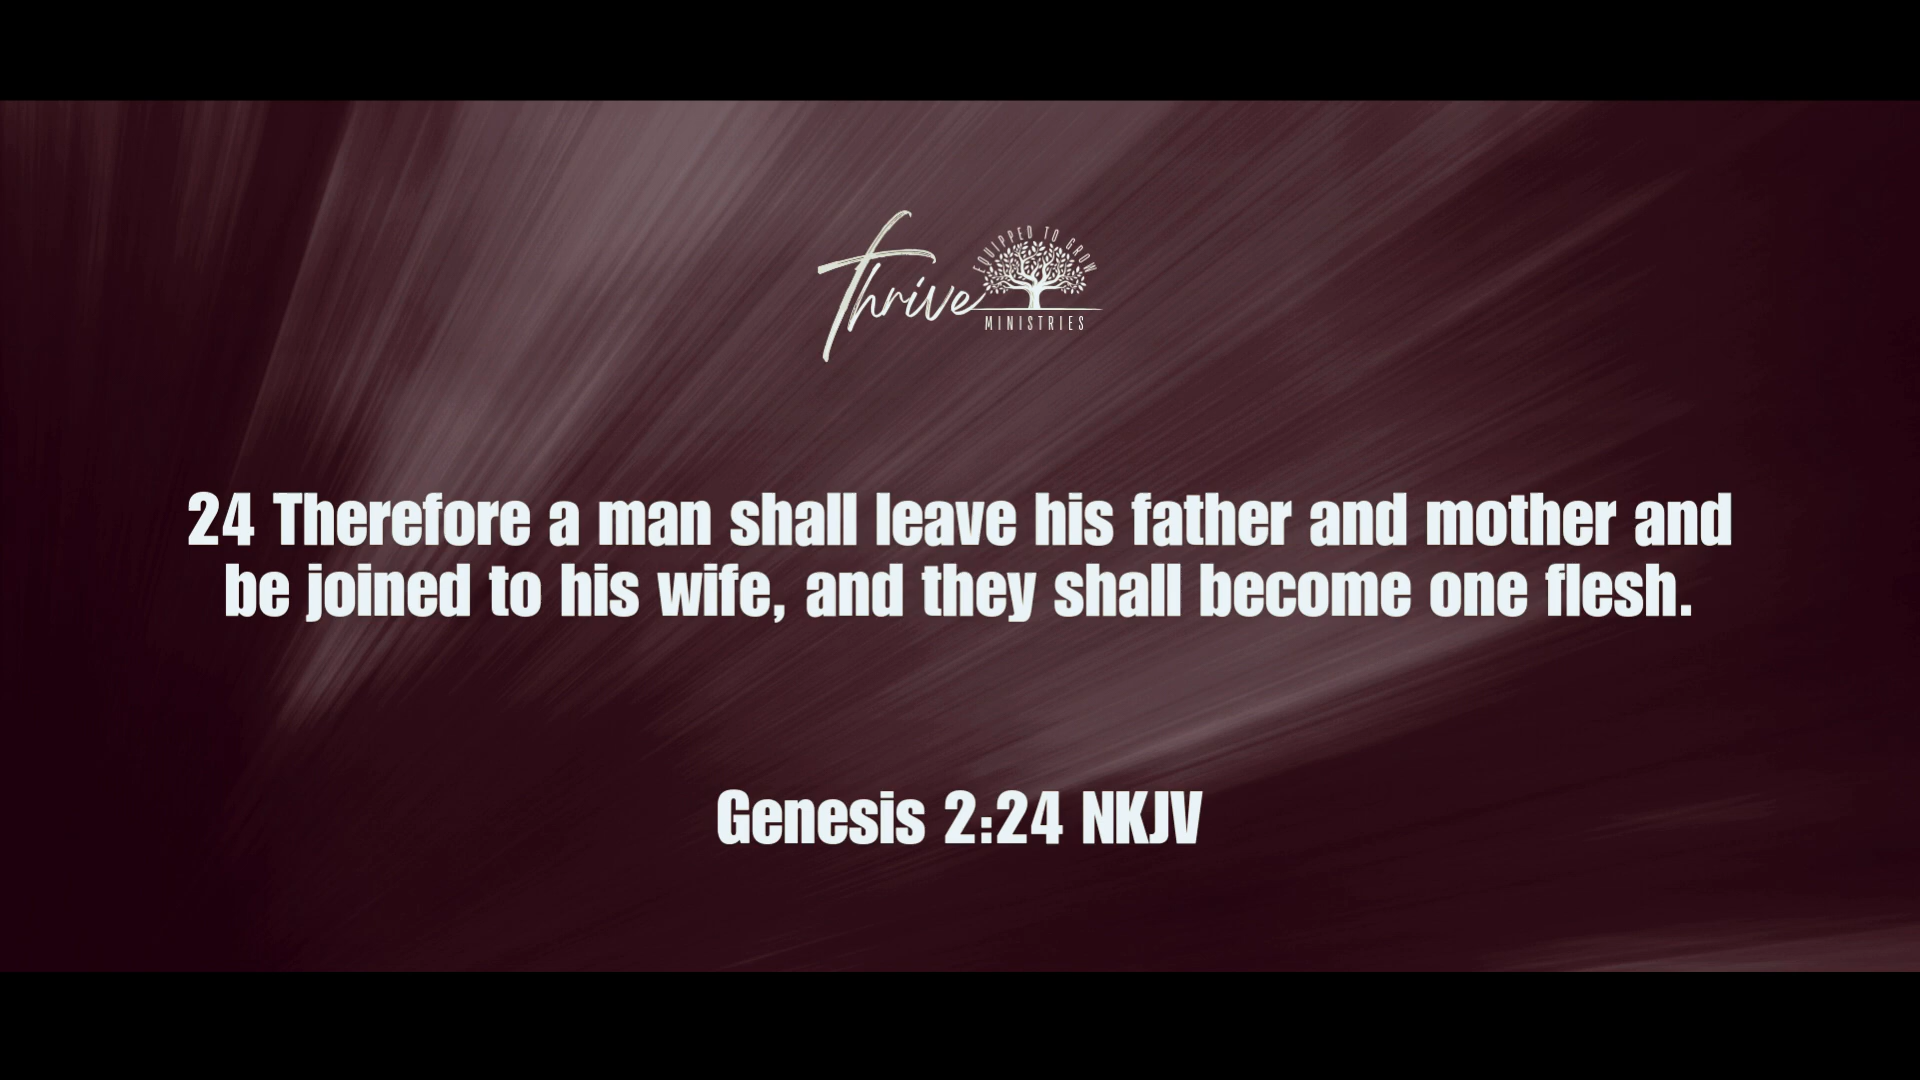 Thrive
EQUIPPED TO GROW
MINISTRIES
24 Therefore a man shall leave his father and mother and
be joined to his wife, and they shall become one flesh.
Genesis 2:24 NKJV